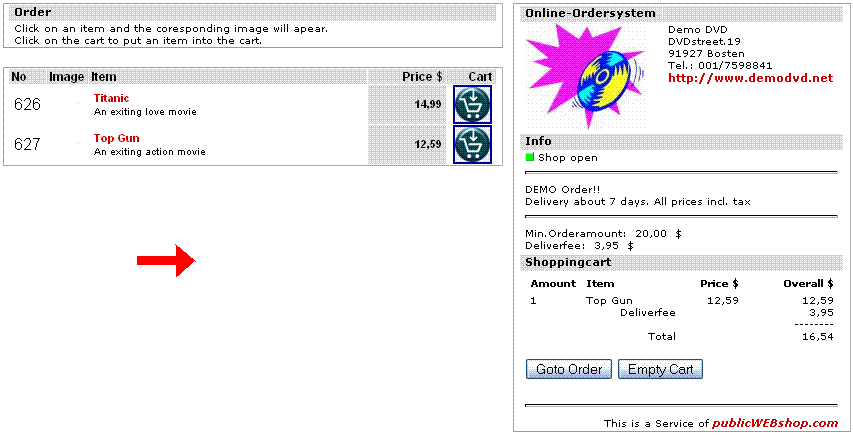 Order
Click on an item and the coresponding image will apear.
Click on the cart to put an item into the cart.
No Image Item Price $ Cart
626 Titanic 14,99
An exiting love movie
627 Top Gun 12,59
An exiting action movie
Online-Ordersystem
Demo DVD
DVDstreet.19
91927 Bosten
Tel.: 001/7598841
http://www.demodvd.net
Info
Shop open
DEMO Order!!
Delivery about 7 days. All prices incl. tax
Min.Orderamount: 20,00 $
Deliverfee: 3,95 $
Shoppingcart
Amount Item Price $ Overall $
1 Top Gun 12,59 12,59
Deliverfee 3,95
--------
Total 16,54
Goto Order Empty Cart
This is a Service of publicWEBshop.com